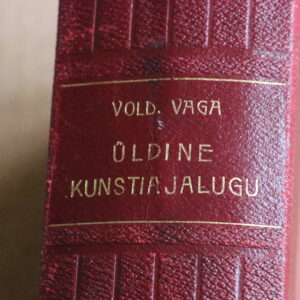 VOLD. VAGA
ÜLDINE
KUNSTIAJALUGU